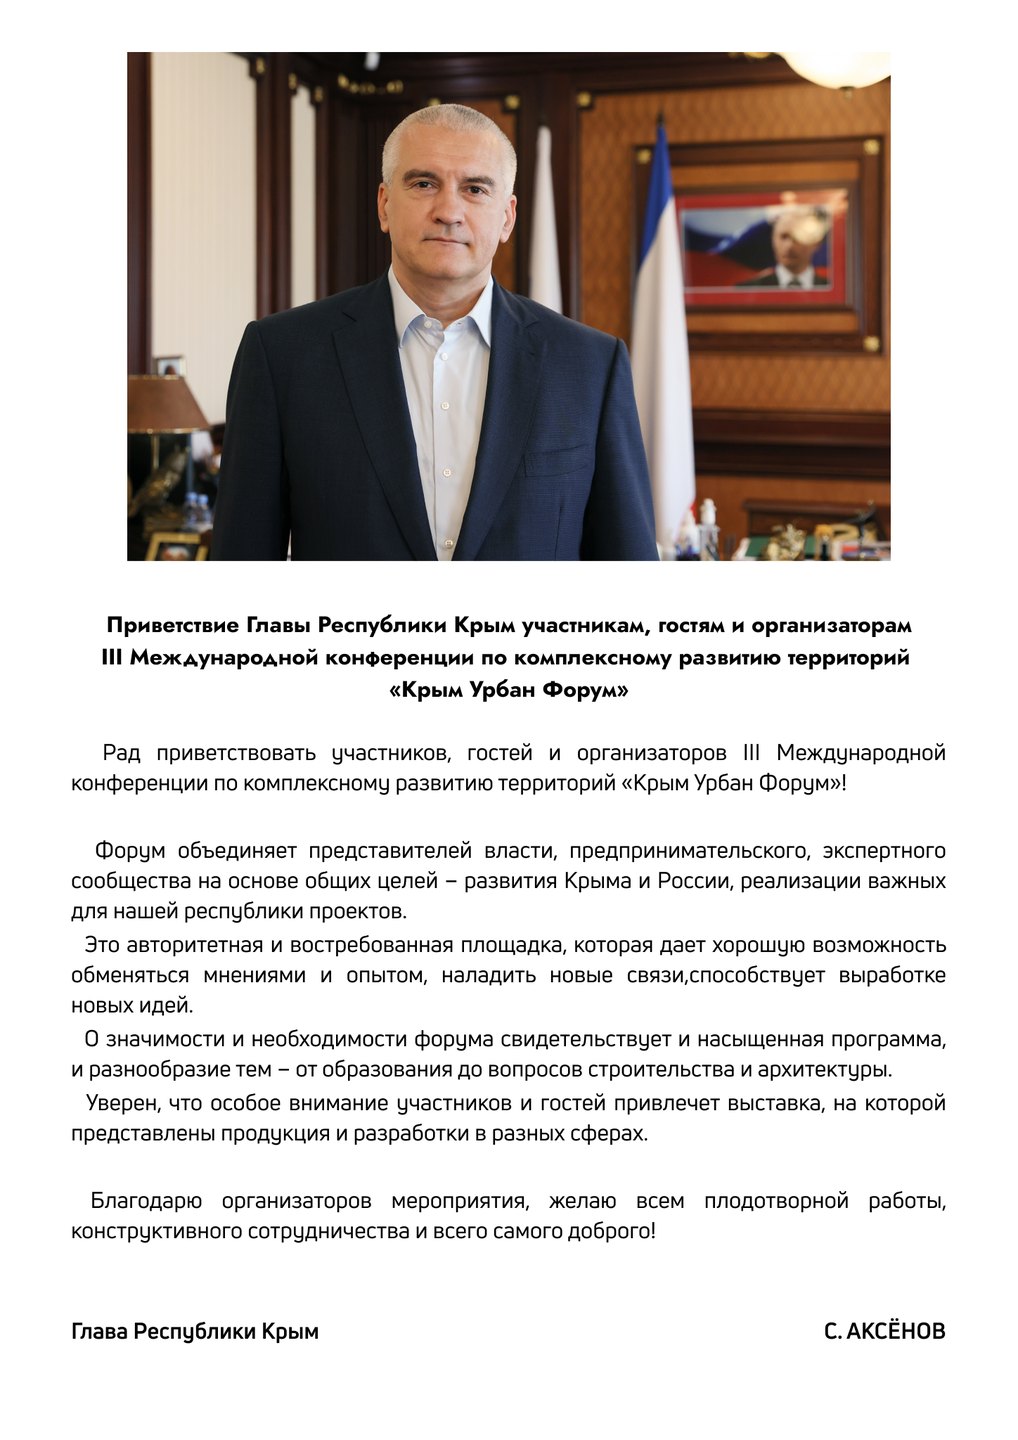 Приветствие Главы Республики Крым участникам, гостям и организаторам
III Международной конференции по комплексному развитию территорий
«Крым Урбан Форум»
Рад приветствовать участников, гостей и организаторов III Международной
конференции по комплексному развитию территорий «Крым Урбан Форум»!
Форум объединяет представителей власти, предпринимательского, экспертного
сообщества на основе общих целей – развития Крыма и России, реализации важных
для нашей республики проектов.
Это авторитетная и востребованная площадка, которая дает хорошую возможность
обменяться мнениями и опытом, наладить новые связи,способствует выработке
новых идей.
О значимости и необходимости форума свидетельствует и насыщенная программа,
и разнообразие тем – от образования до вопросов строительства и архитектуры.
Уверен, что особое внимание участников и гостей привлечет выставка, на которой
представлены продукция и разработки в разных сферах.
Благодарю организаторов мероприятия, желаю всем плодотворной работы,
конструктивного сотрудничества и всего самого доброго!
Глава Республики Крым С. АКСЁНОВ